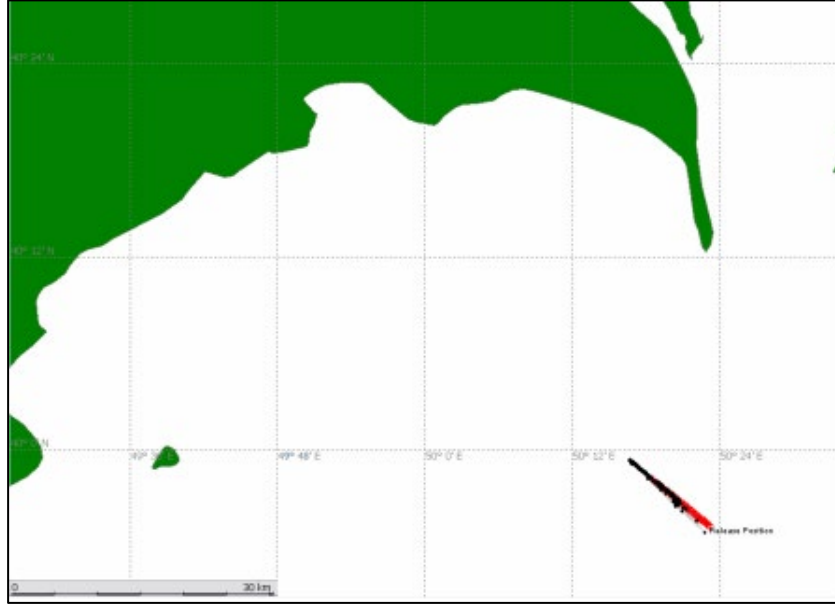 40° 24' N
40° 12' N
40° 0' N
49° 36' E
49° 48' E
50° 0' E
50° 12' E
50° 24' E
Release Position
0 30 km